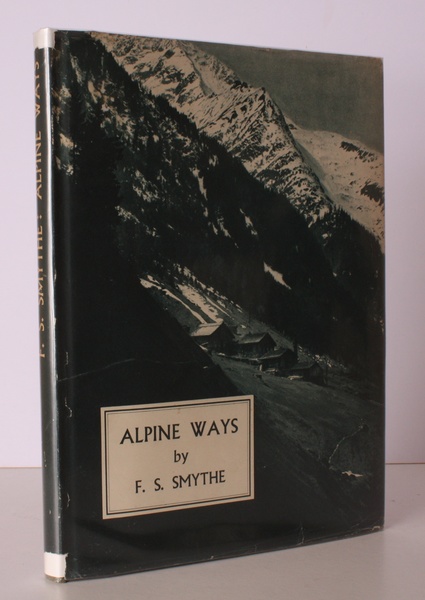 F. S. SMYTHE: ALPINE WAYS
ALPINE WAYS
by
F. S. SMYTHE